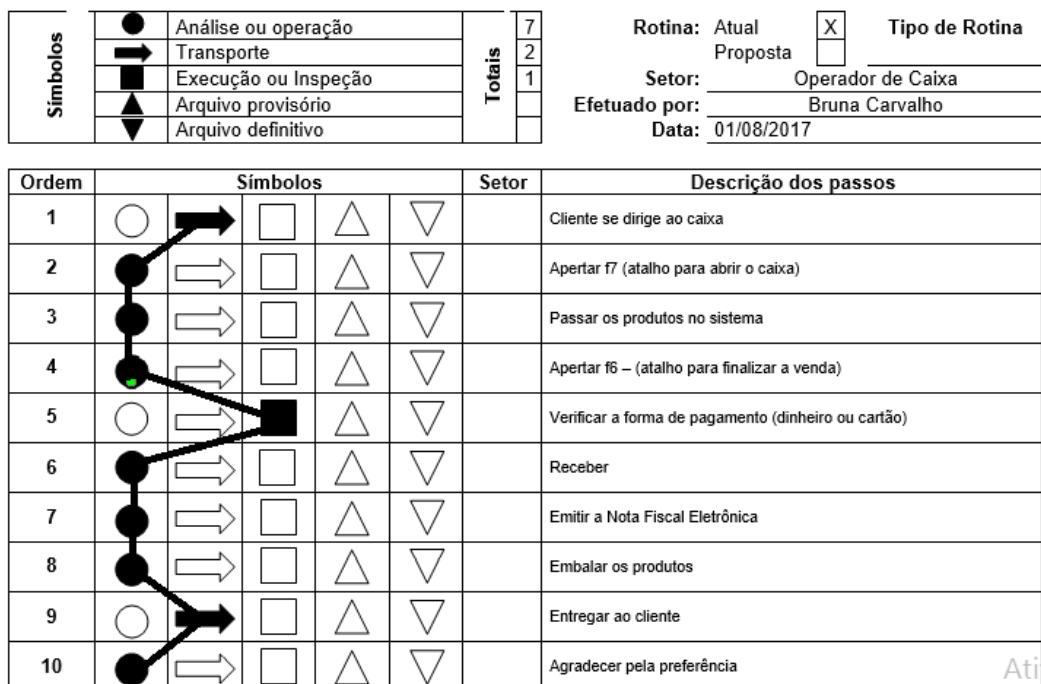 Símbolos
Análise ou operação 7
Transporte 2
Execução ou Inspeção 1
Arquivo provisório
Arquivo definitivo
Totais
Rotina: Atual X Tipo de Rotina
Proposta
Setor: Operador de Caixa
Efetuado por: Bruna Carvalho
Data: 01/08/2017
Ordem Símbolos Setor Descrição dos passos
1 Cliente se dirige ao caixa
2 Apertar f7 (atalho para abrir o caixa)
3 Passar os produtos no sistema
4 Apertar f6 – (atalho para finalizar a venda)
5 Verificar a forma de pagamento (dinheiro ou cartão)
6 Receber
7 Emitir a Nota Fiscal Eletrônica
8 Embalar os produtos
9 Entregar ao cliente
10 Agradecer pela preferência